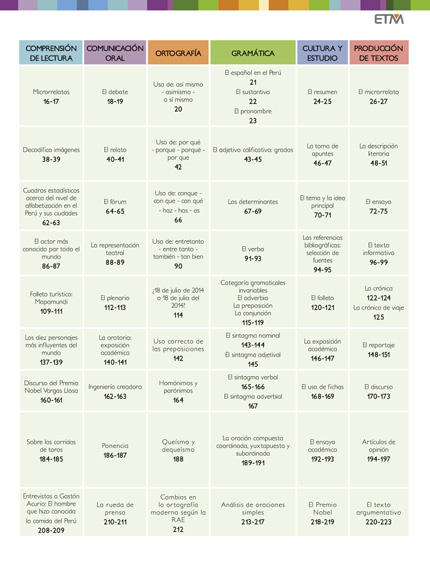 ETM
COMPRENSIÓN
DE LECTURA
COMUNICACIÓN
ORAL
ORTOGRAFÍA
GRAMÁTICA
CULTURA Y
ESTUDIO
PRODUCCIÓN
DE TEXTOS
Microrrelatos
16-17
El debate
18-19
Uso de: así mismo
- asimismo -
a sí mismo
20
El español en el Perú
21
El sustantivo
22
El pronombre
23
El resumen
24-25
El microrrelato
26-27
Decodifico imágenes
38-39
El relato
40-41
Uso de: por qué
- porque - porqué -
por que
42
El adjetivo calificativo: grados
43-45
La toma de
apuntes
46-47
La descripción
literaria
48-51
Cuadros estadísticos
acerca del nivel de
alfabetización en el
Perú y sus ciudades
62-63
El fórum
64-65
Uso de: conque -
con que - con qué
- haz - has - as
66
Los determinantes
67-69
El tema y la idea
principal
70-71
El ensayo
72-75
El actor más
conocido por todo el
mundo
86-87
La representación
teatral
88-89
Uso de: entretanto
- entre tanto -
también - tan bien
90
El verbo
91-93
Las referencias
bibliográficas:
selección de
fuentes
94-95
El texto
informativo
96-99
Folleto turístico:
Mapamundi
109-111
El plenario
112-113
¿18 de julio de 2014
o 18 de julio del
2014?
114
Categoría gramaticales
invariables
El adverbio
La preposición
La conjunción
115-119
El folleto
120-121
La crónica
122-124
La crónica de viaje
125
Los diez personajes
más influyentes del
mundo
137-139
La oratoria:
exposición
académica
140-141
Uso correcto de
las preposiciones
142
El sintagma nominal
143-144
El sintagma adjetival
145
La exposición
académica
146-147
El reportaje
148-151
Discurso del Premio
Nobel Vargas Llosa
160-161
Ingeniería creadora
162-163
Homónimos y
parónimos
164
El sintagma verbal
165-166
El sintagma adverbial
167
El uso de fichas
168-169
El discurso
170-173
Sobre las corridas
de toros
184-185
Ponencia
186-187
Queísmo y
dequeísmo
188
La oración compuesta
coordinada, yuxtapuesta y
subordinada
189-191
El ensayo
académico
192-193
Artículos de
opinión
194-197
Entrevistas a Gastón
Acurio: El hombre
que hizo conocida
la comida del Perú
208-209
La rueda de
prensa
210-211
Cambios en
la ortografía
moderna según la
RAE
212
Análisis de oraciones
simples
213-217
El Premio
Nobel
218-219
El texto
argumentativo
220-223